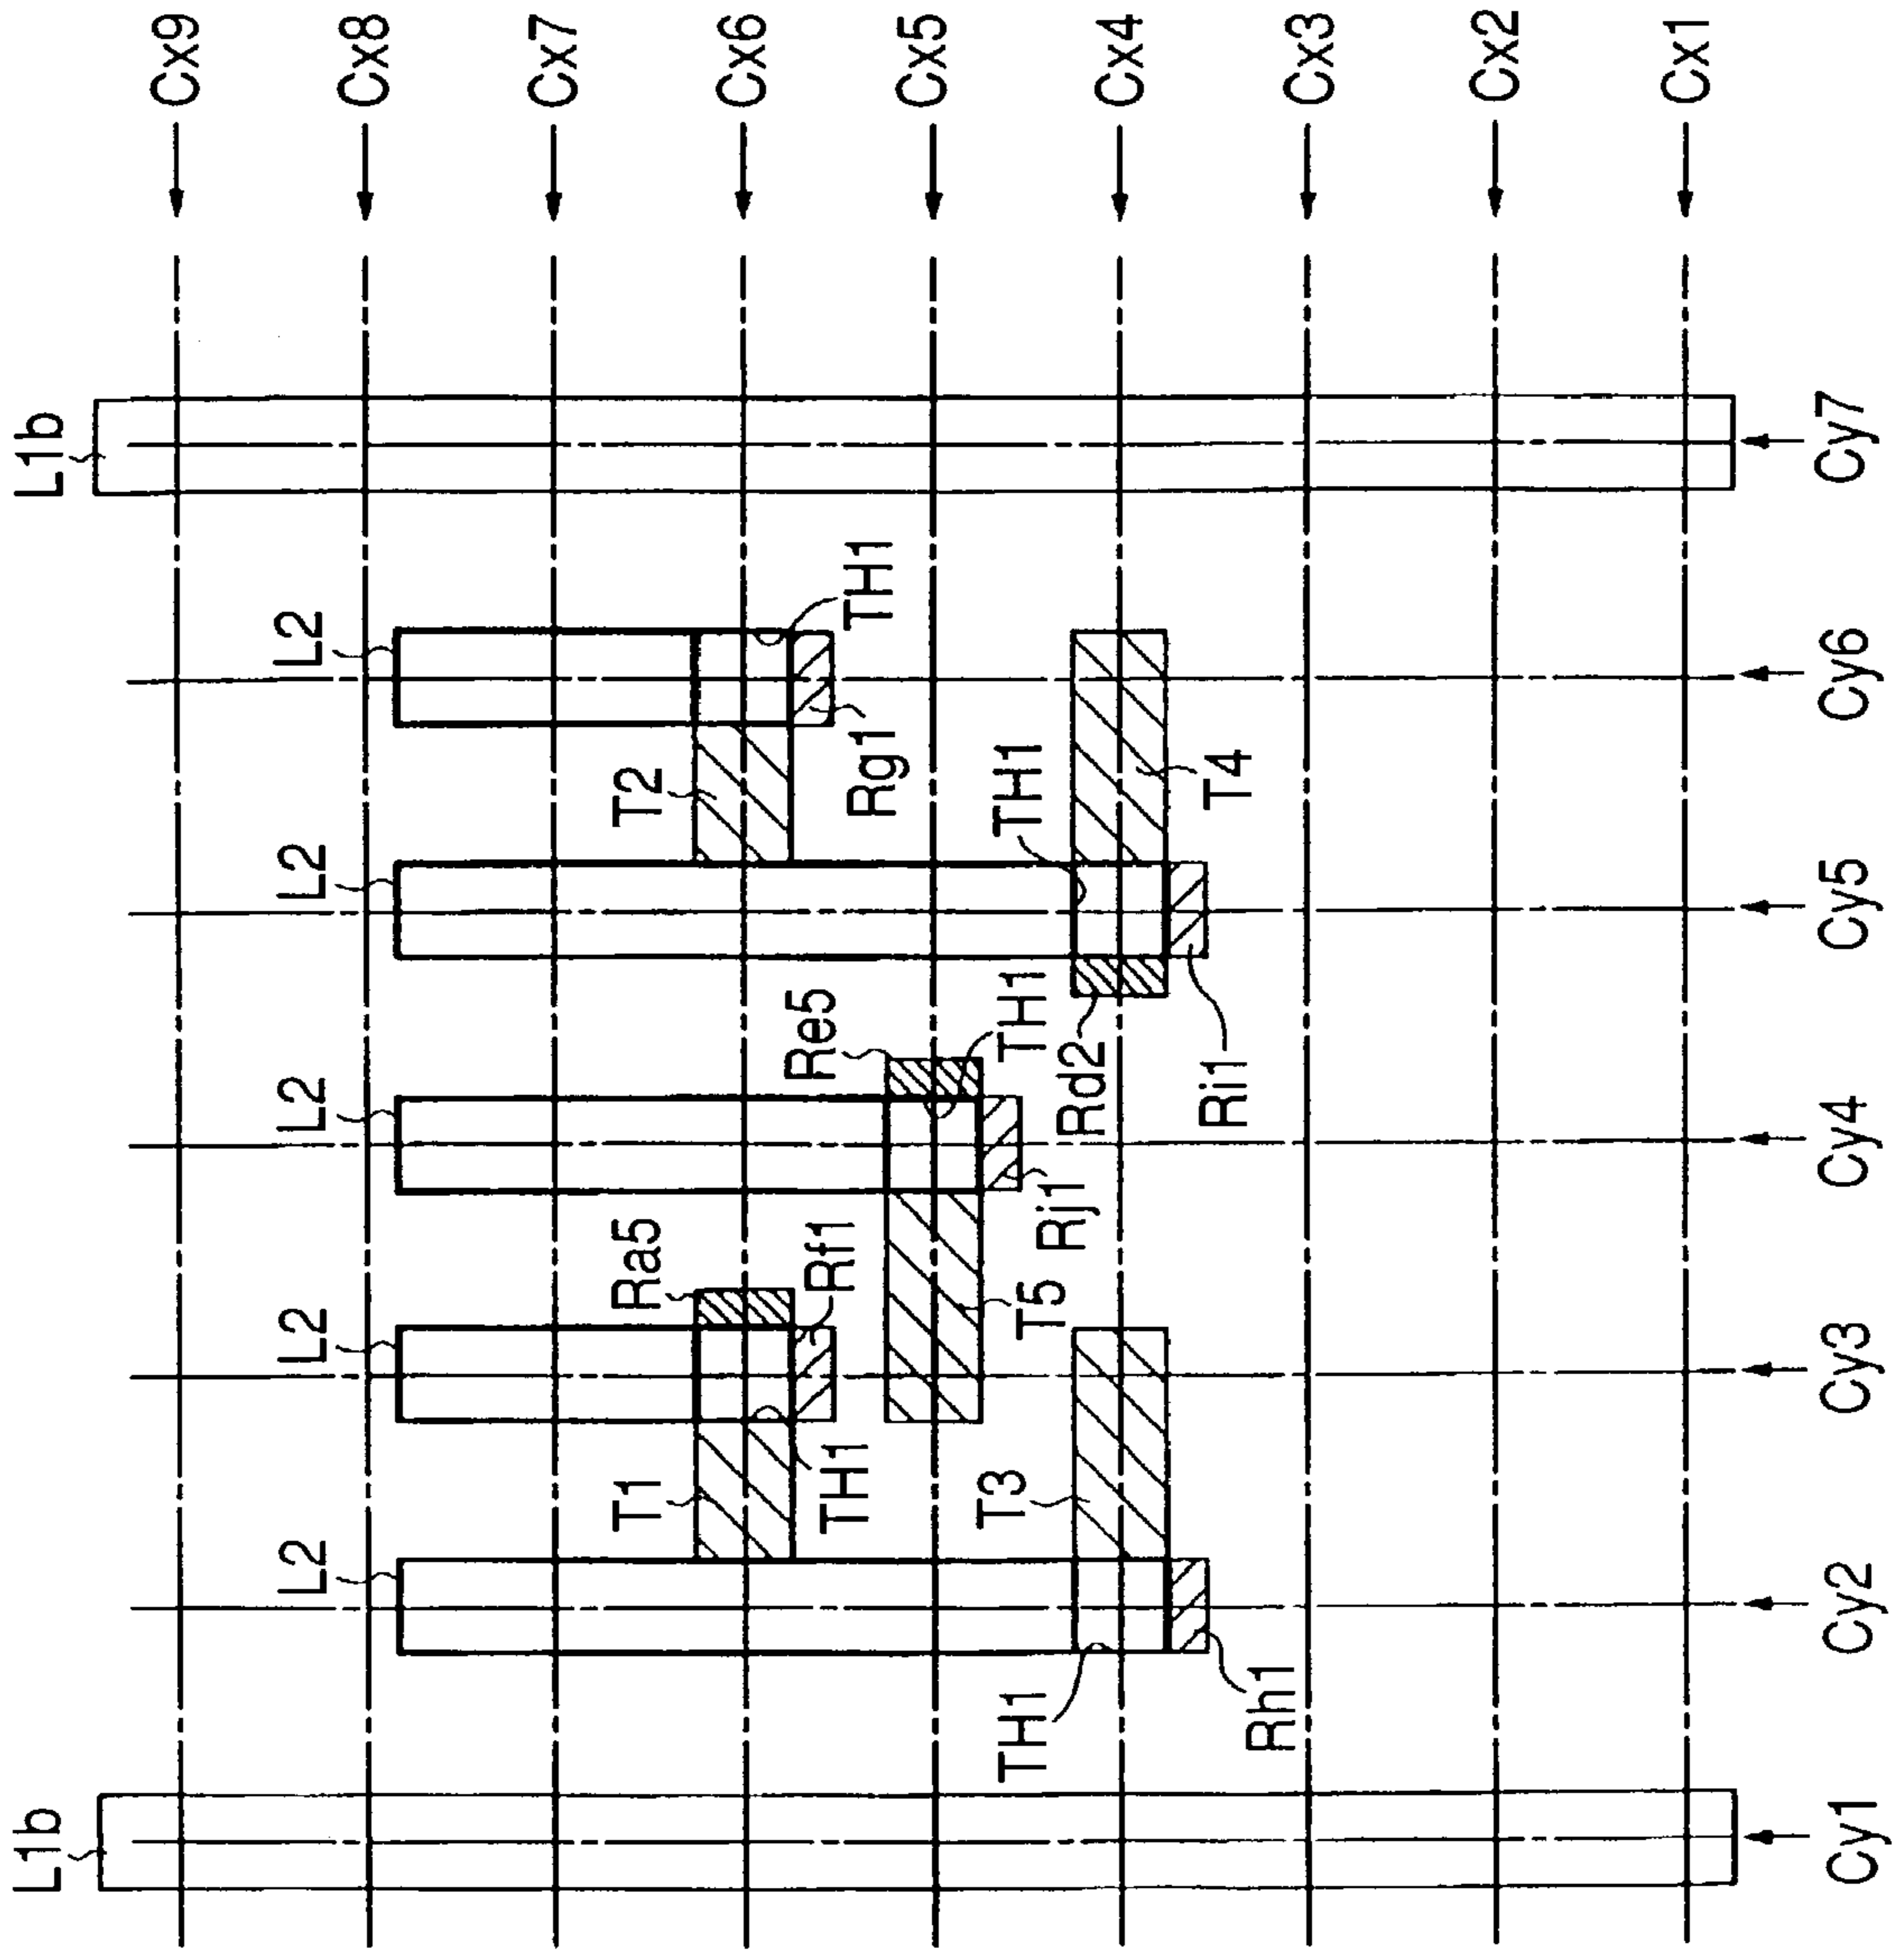 L1b
L1b
Cx9
L2
L2
L2
L2
L2
Cx8
Cx7
T1
Ra5
T2
Cx6
TH1
Rf1
Re5
TH1
Rg1
Cx5
T3
TH1
TH1
TH1
T5
Rj1
Rd2
Cx4
Rh1
Ri1
T4
Cx3
Cx2
Cx1
Cy1
Cy2
Cy3
Cy4
Cy5
Cy6
Cy7